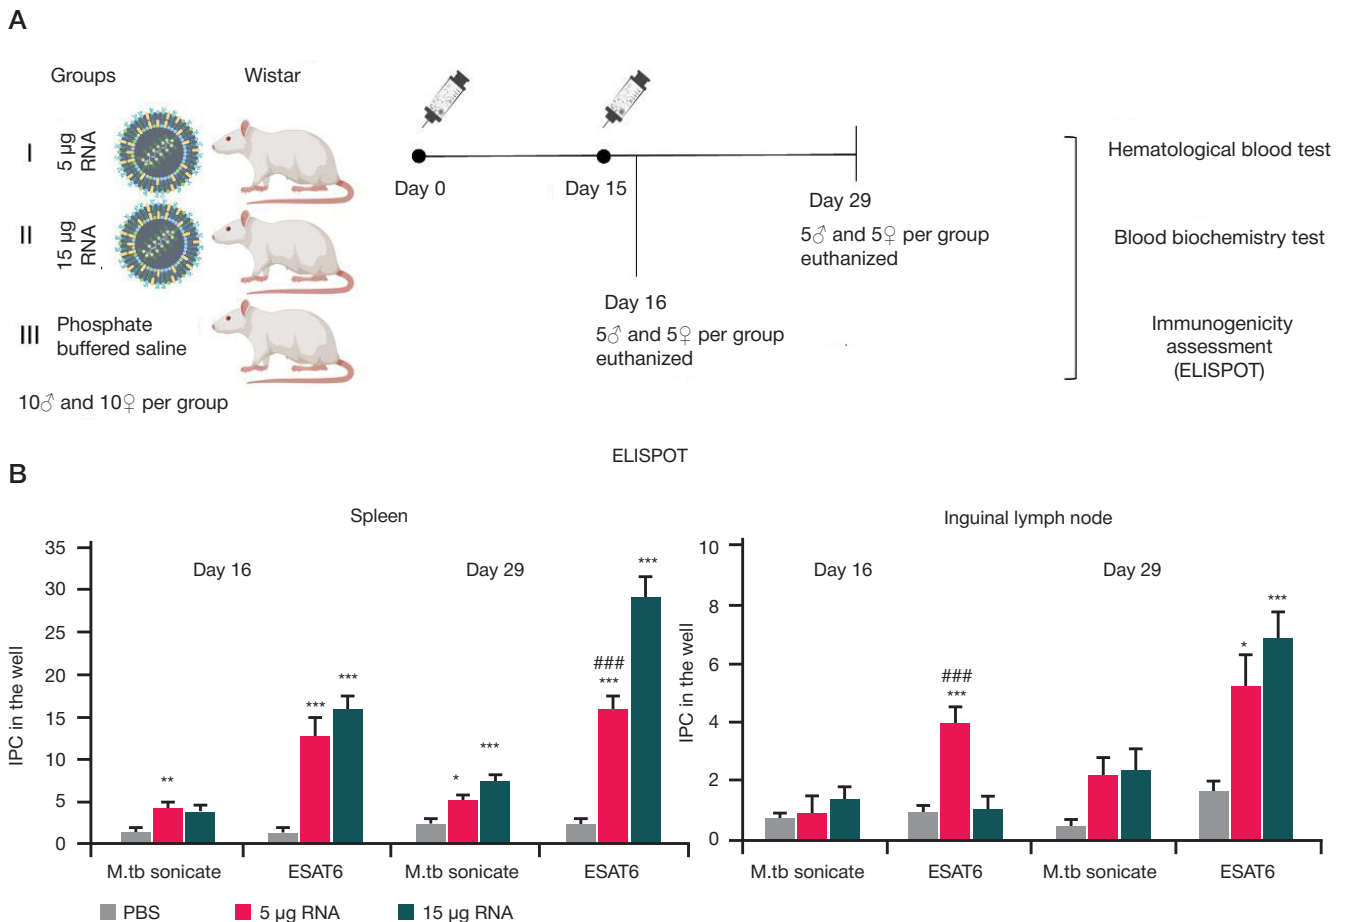 A
Groups
Wistar
I
5 µg
RNA
II
15 µg
RNA
III
Phosphate
buffered saline
10♂ and 10♀ per group
Day 0
Day 15
Day 16
5♂ and 5♀ per group
euthanized
Day 29
5♂ and 5♀ per group
euthanized
Hematological blood test
Blood biochemistry test
Immunogenicity
assessment
(ELISPOT)
ELISPOT
B
Spleen
IPC in the well
35
30
25
20
15
10
5
0
Day 16
Day 29
**
***
***
*
***
###
***
***
M.tb sonicate
ESAT6
M.tb sonicate
ESAT6
Inguinal lymph node
IPC in the well
10
8
6
4
2
0
Day 16
Day 29
###
***
*
***
M.tb sonicate
ESAT6
M.tb sonicate
ESAT6
PBS
5 µg RNA
15 µg RNA